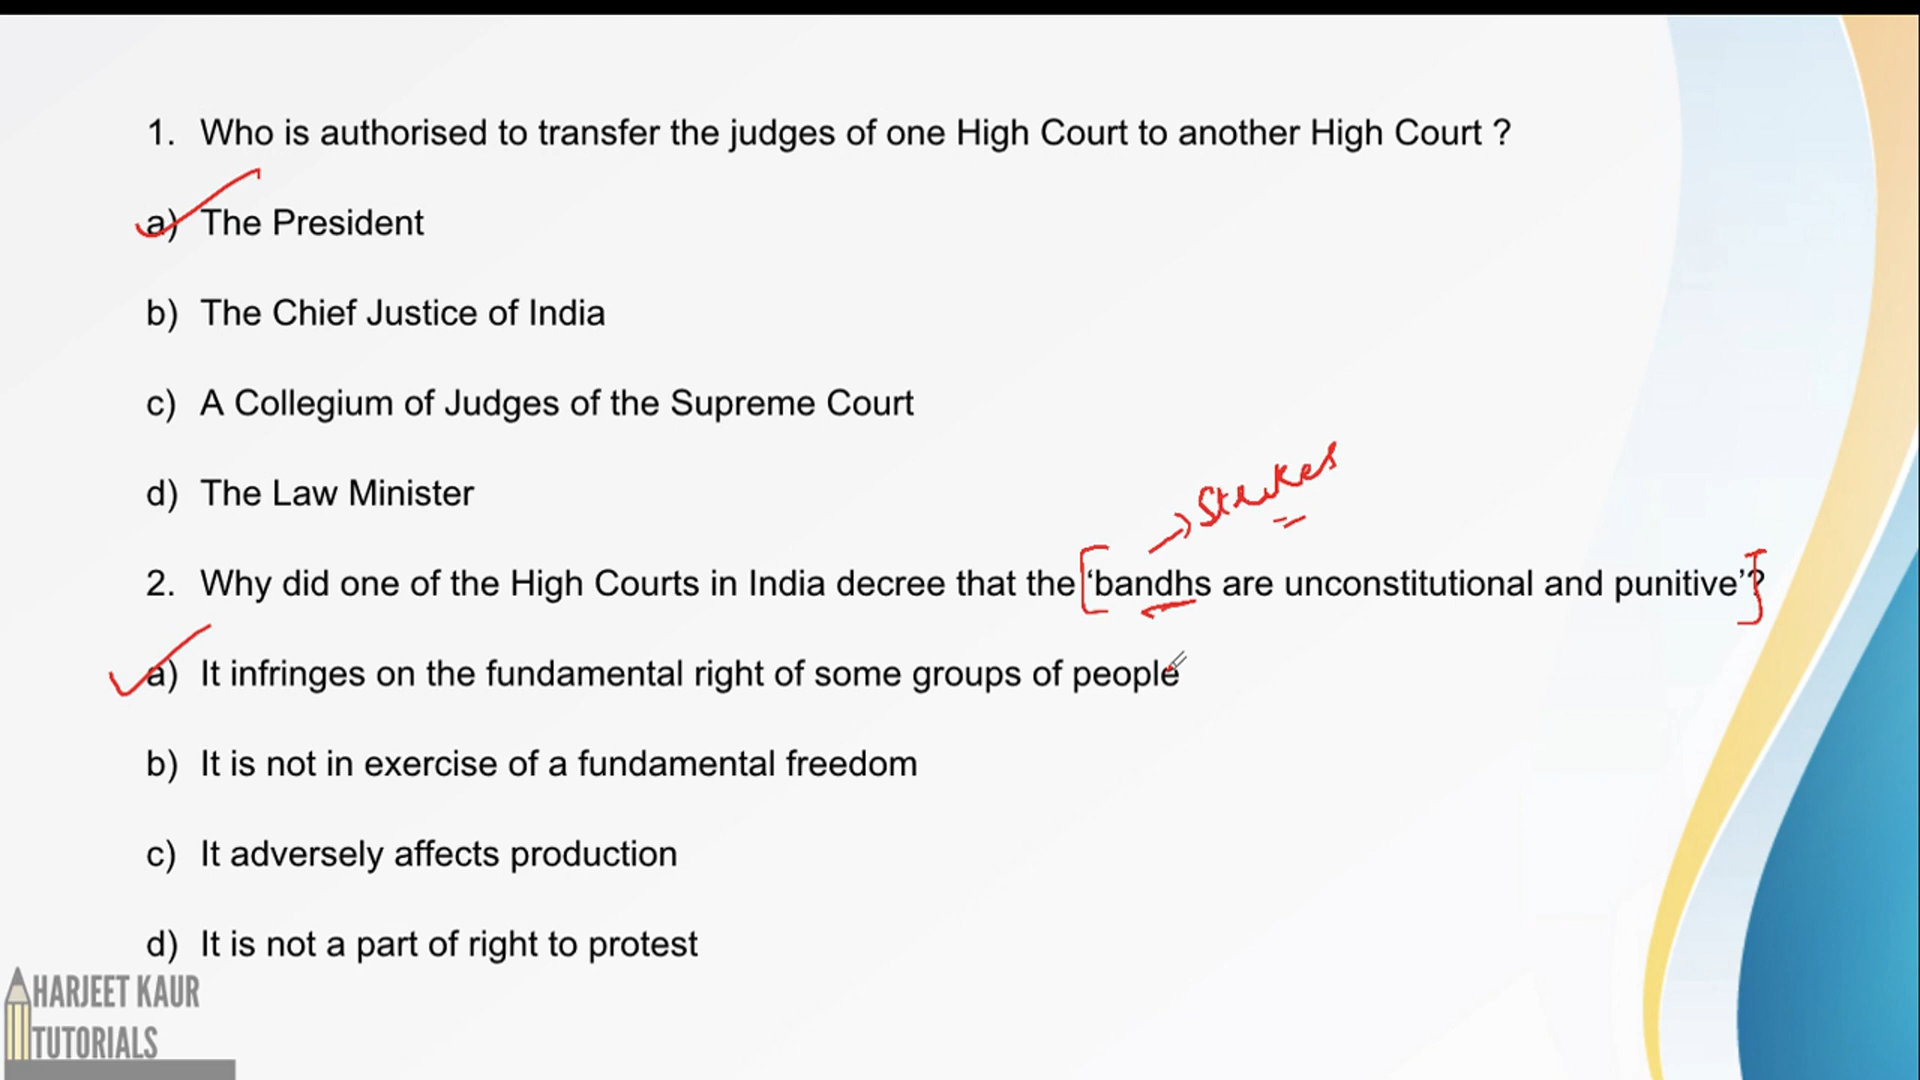 1. Who is authorised to transfer the judges of one High Court to another High Court ?
a) The President
b) The Chief Justice of India
c) A Collegium of Judges of the Supreme Court
d) The Law Minister
→ Strikes
2. Why did one of the High Courts in India decree that the ‘bandhs are unconstitutional and punitive’?
a) It infringes on the fundamental right of some groups of people
b) It is not in exercise of a fundamental freedom
c) It adversely affects production
d) It is not a part of right to protest
HARJEET KAUR
TUTORIALS